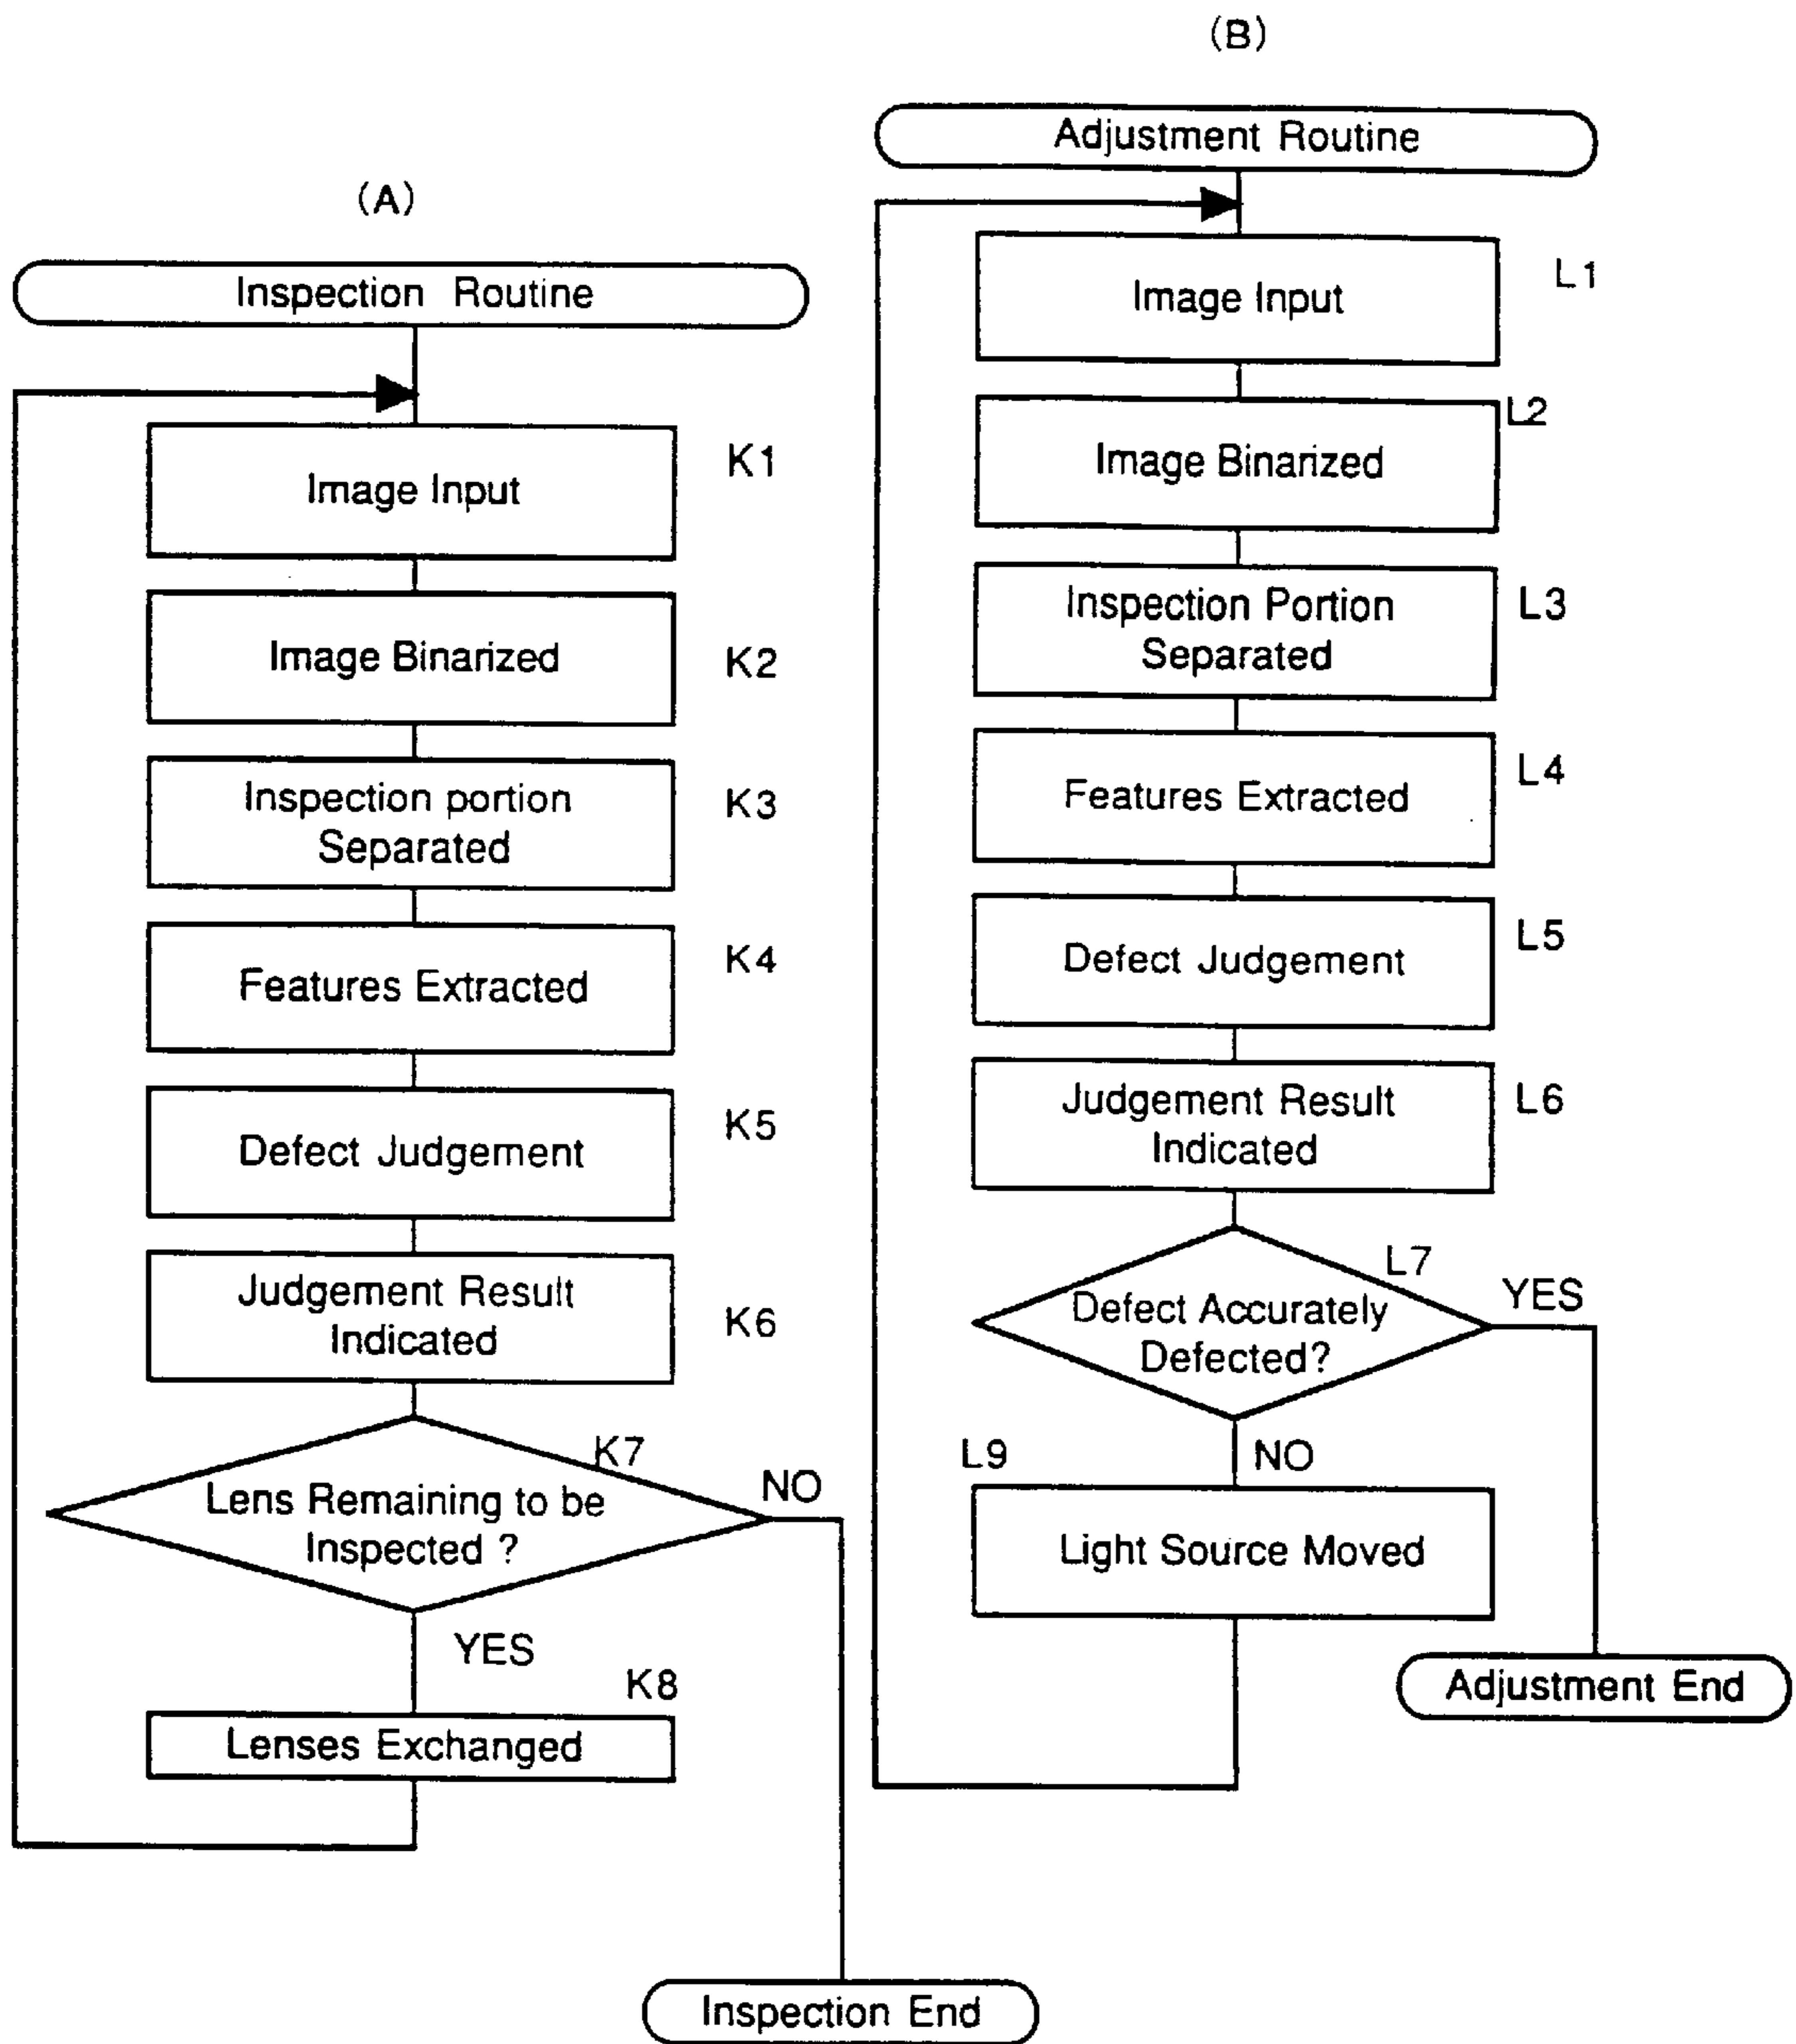 (A)
Inspection Routine
Image Input
K1
Image Binarized
K2
Inspection portion
Separated
K3
Features Extracted
K4
Defect Judgement
K5
Judgement Result
Indicated
K6
K7
Lens Remaining to be
Inspected ?
NO
YES
K8
Lenses Exchanged
Inspection End
(B)
Adjustment Routine
Image Input
L1
Image Binarized
L2
Inspection Portion
Separated
L3
Features Extracted
L4
Defect Judgement
L5
Judgement Result
Indicated
L6
L7
Defect Accurately
Defected?
YES
NO
L9
Light Source Moved
Adjustment End